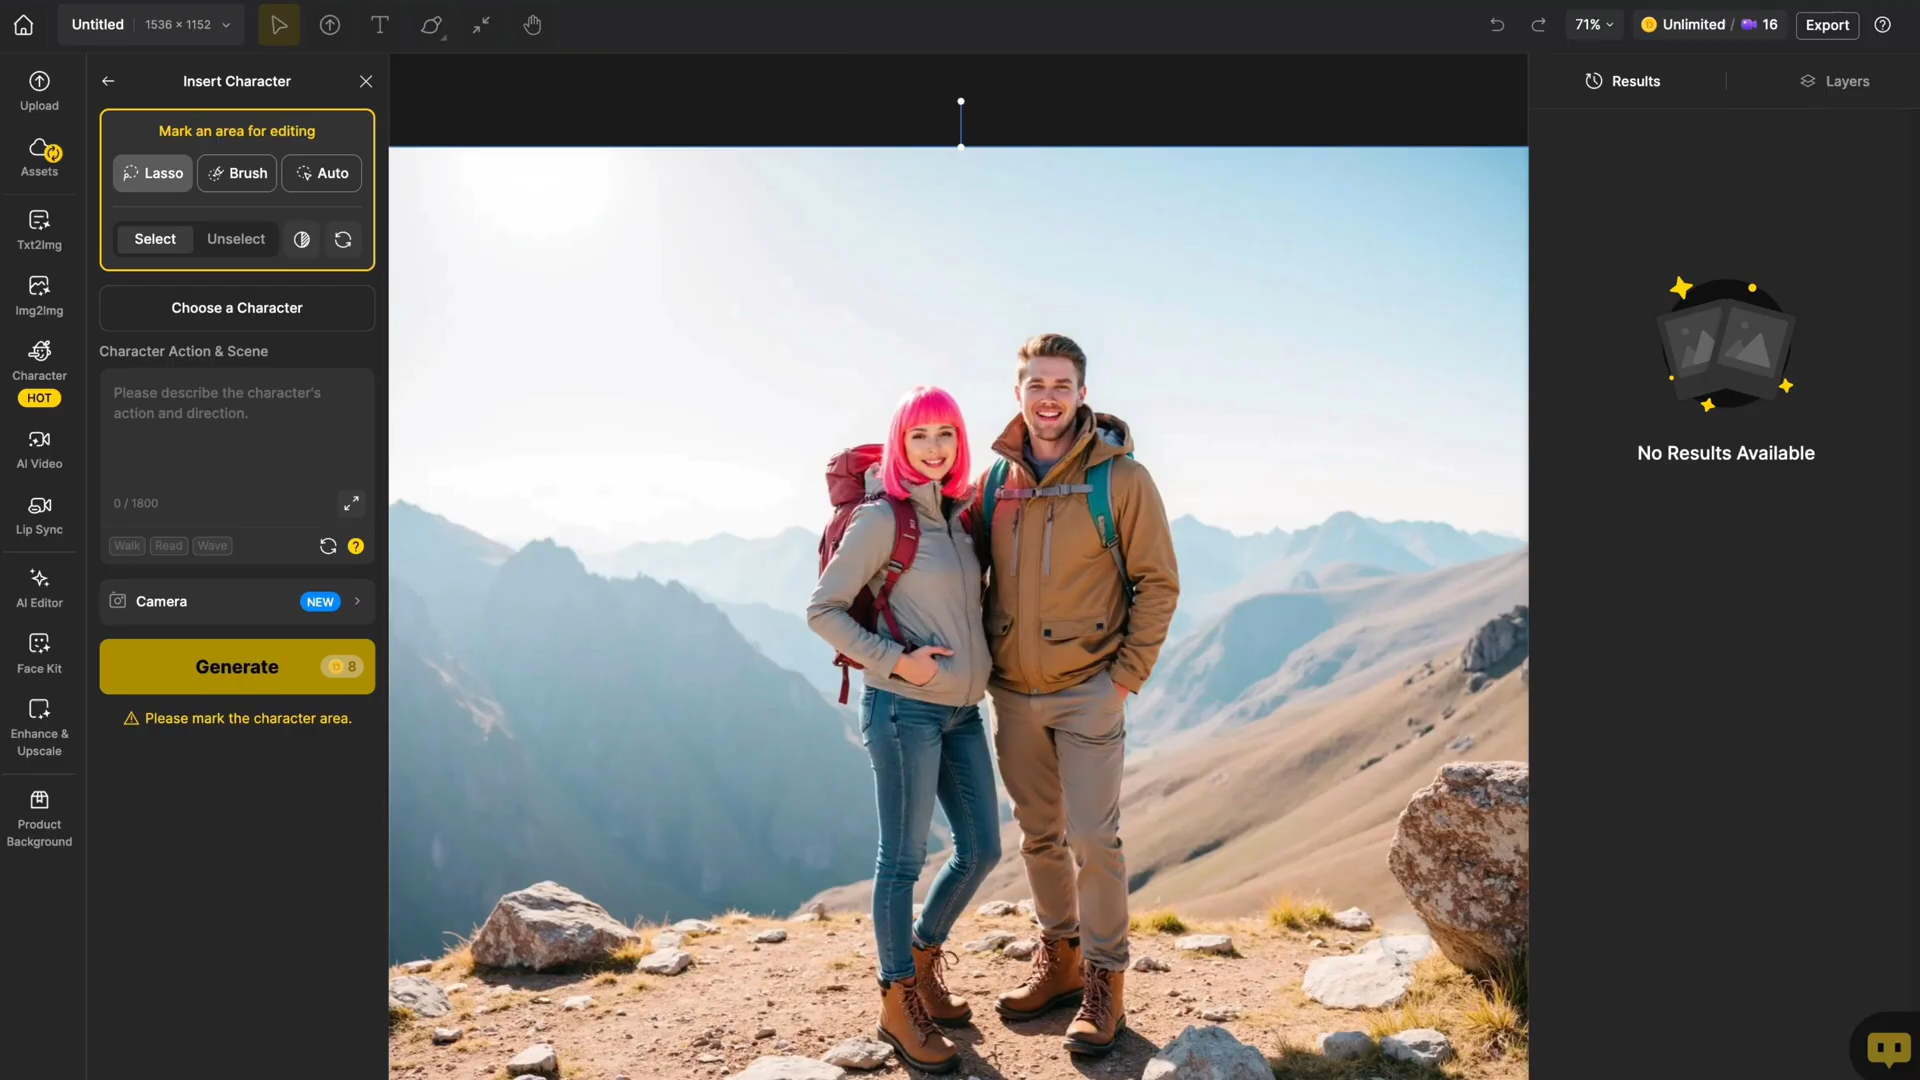 Untitled 1536 × 1152
71%
Unlimited / 16
Export
Upload
Assets
Txt2Img
Img2Img
Character
HOT
AI Video
Lip Sync
AI Editor
Face Kit
Enhance &
Upscale
Product
Background
Insert Character
Mark an area for editing
Lasso
Brush
Auto
Select
Unselect
Choose a Character
Character Action & Scene
Please describe the character's
action and direction.
0 / 1800
Walk Read Wave
?
Camera NEW
Generate 8
Please mark the character area.
Results
Layers
No Results Available